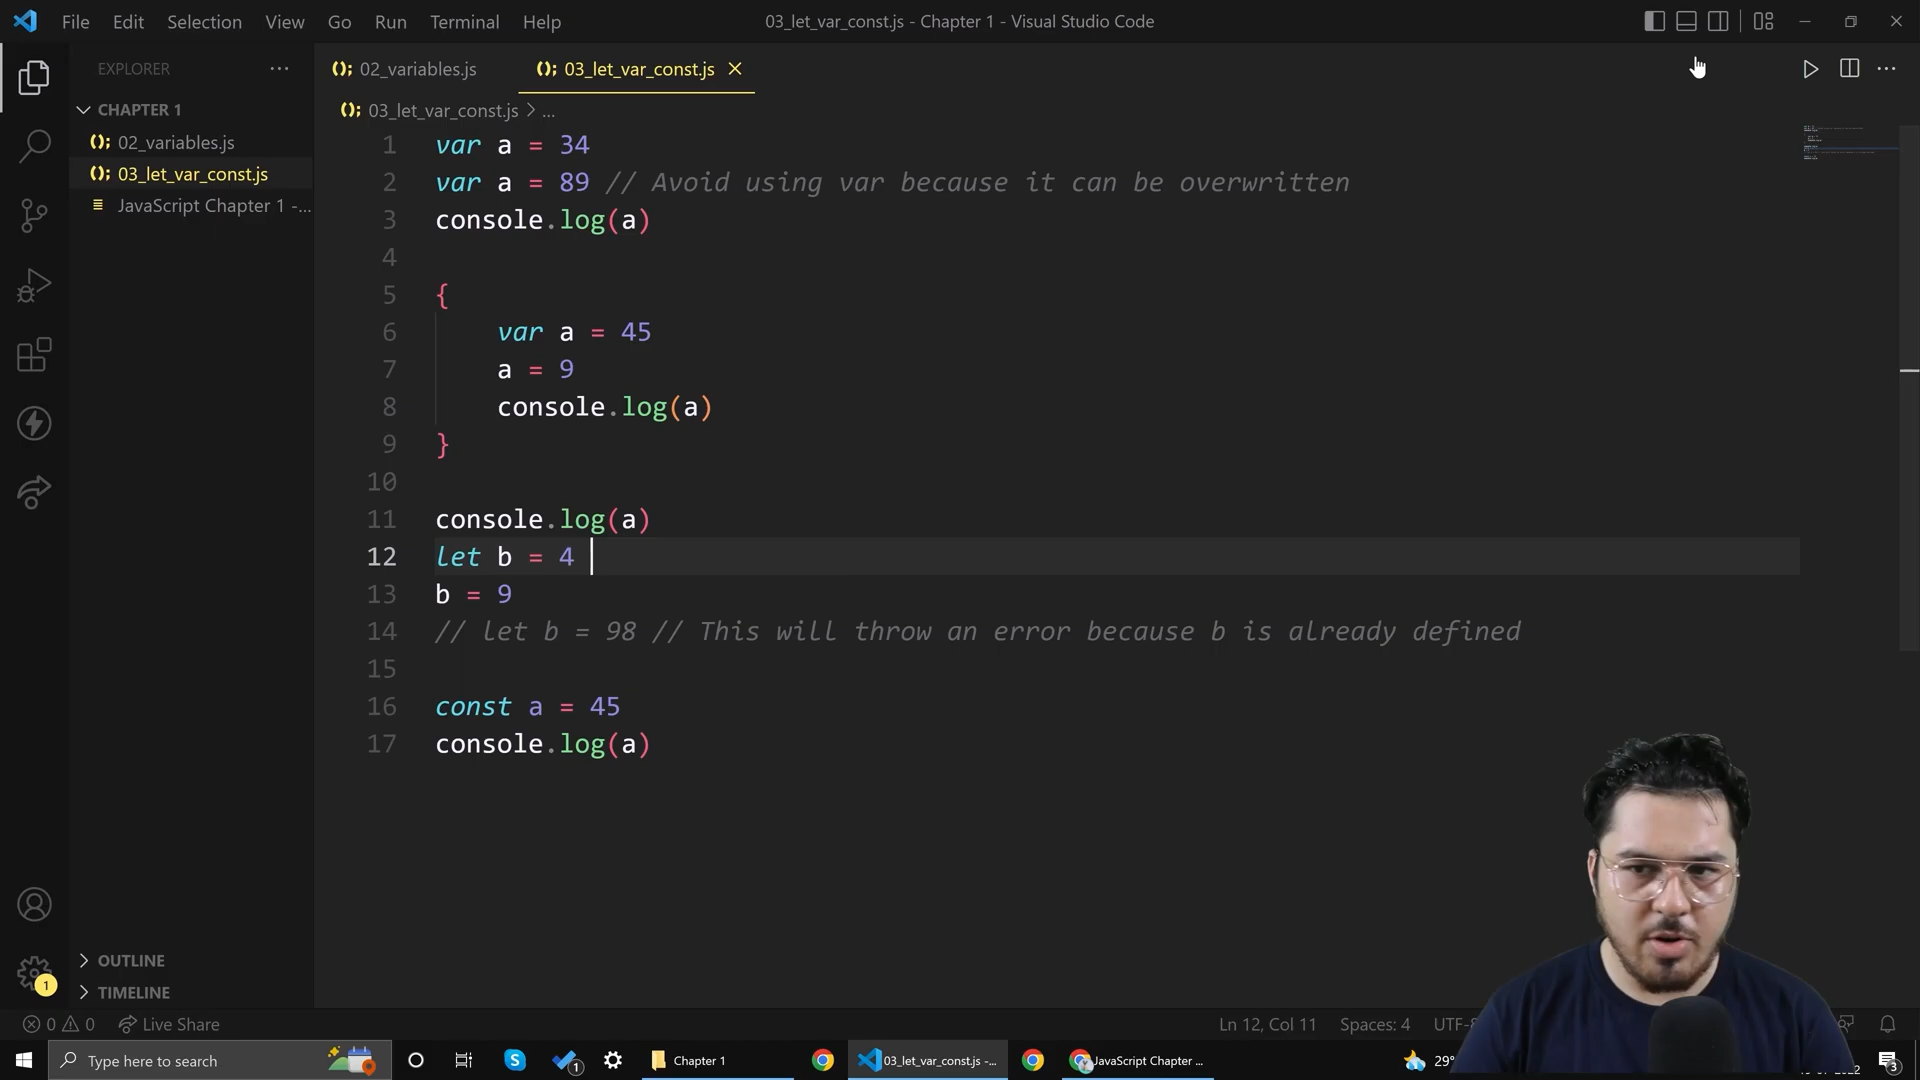 File Edit Selection View Go Run Terminal Help
03_let_var_const.js - Chapter 1 - Visual Studio Code
EXPLORER
CHAPTER 1
02_variables.js
03_let_var_const.js
JavaScript Chapter 1 -...
OUTLINE
TIMELINE
02_variables.js 03_let_var_const.js
03_let_var_const.js > ...
1 var a = 34
2 var a = 89 // Avoid using var because it can be overwritten
3 console.log(a)
4
5 {
6 var a = 45
7 a = 9
8 console.log(a)
9 }
10
11 console.log(a)
12 let b = 4
13 b = 9
14 // let b = 98 // This will throw an error because b is already defined
15
16 const a = 45
17 console.log(a)
1
0 0 Live Share Ln 12, Col 11 Spaces: 4
Type here to search 1 Chapter 1 03_let_var_const.js -... JavaScript Chapter ... 29° 3